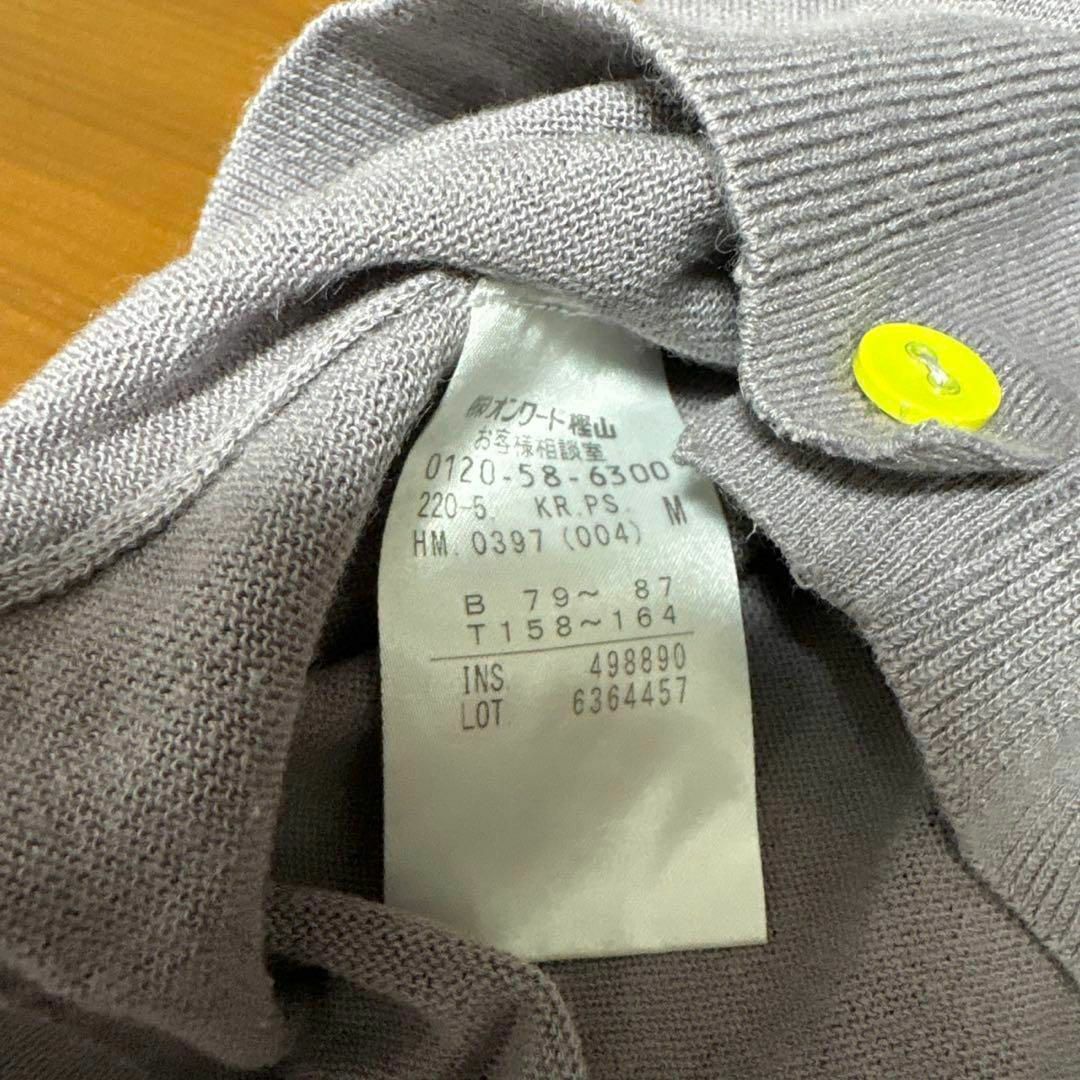 ㈱オンワード樫山
お客様相談室
0120-58-6300
220-5. KR.PS. M
HM. 0397 (004)
B 79〜 87
T 158〜164
INS. 498890
LOT. 6364457